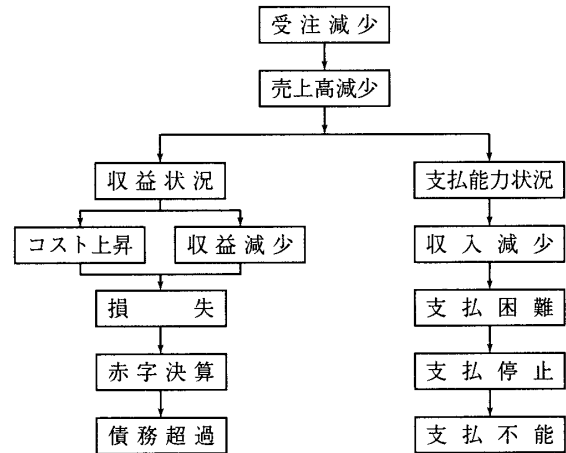 受注減少
売上高減少
収益状況
支払能力状況
コスト上昇
収益減少
収入減少
損失
支払困難
赤字決算
支払停止
債務超過
支払不能